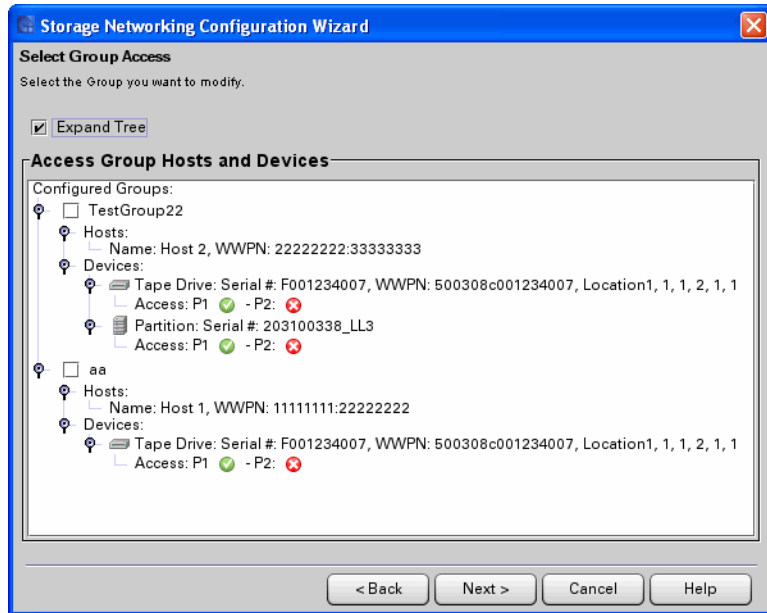 Storage Networking Configuration Wizard
Select Group Access
Select the Group you want to modify.
Expand Tree
Access Group Hosts and Devices
Configured Groups:
TestGroup22
Hosts:
Name: Host 2, WWPN: 22222222:33333333
Devices:
Tape Drive: Serial #: F001234007, WWPN: 500308c001234007, Location1, 1, 1, 2, 1, 1
Access: P1 - P2:
Partition: Serial #: 203100338_LL3
Access: P1 - P2:
aa
Hosts:
Name: Host 1, WWPN: 11111111:22222222
Devices:
Tape Drive: Serial #: F001234007, WWPN: 500308c001234007, Location1, 1, 1, 2, 1, 1
Access: P1 - P2:
< Back Next > Cancel Help